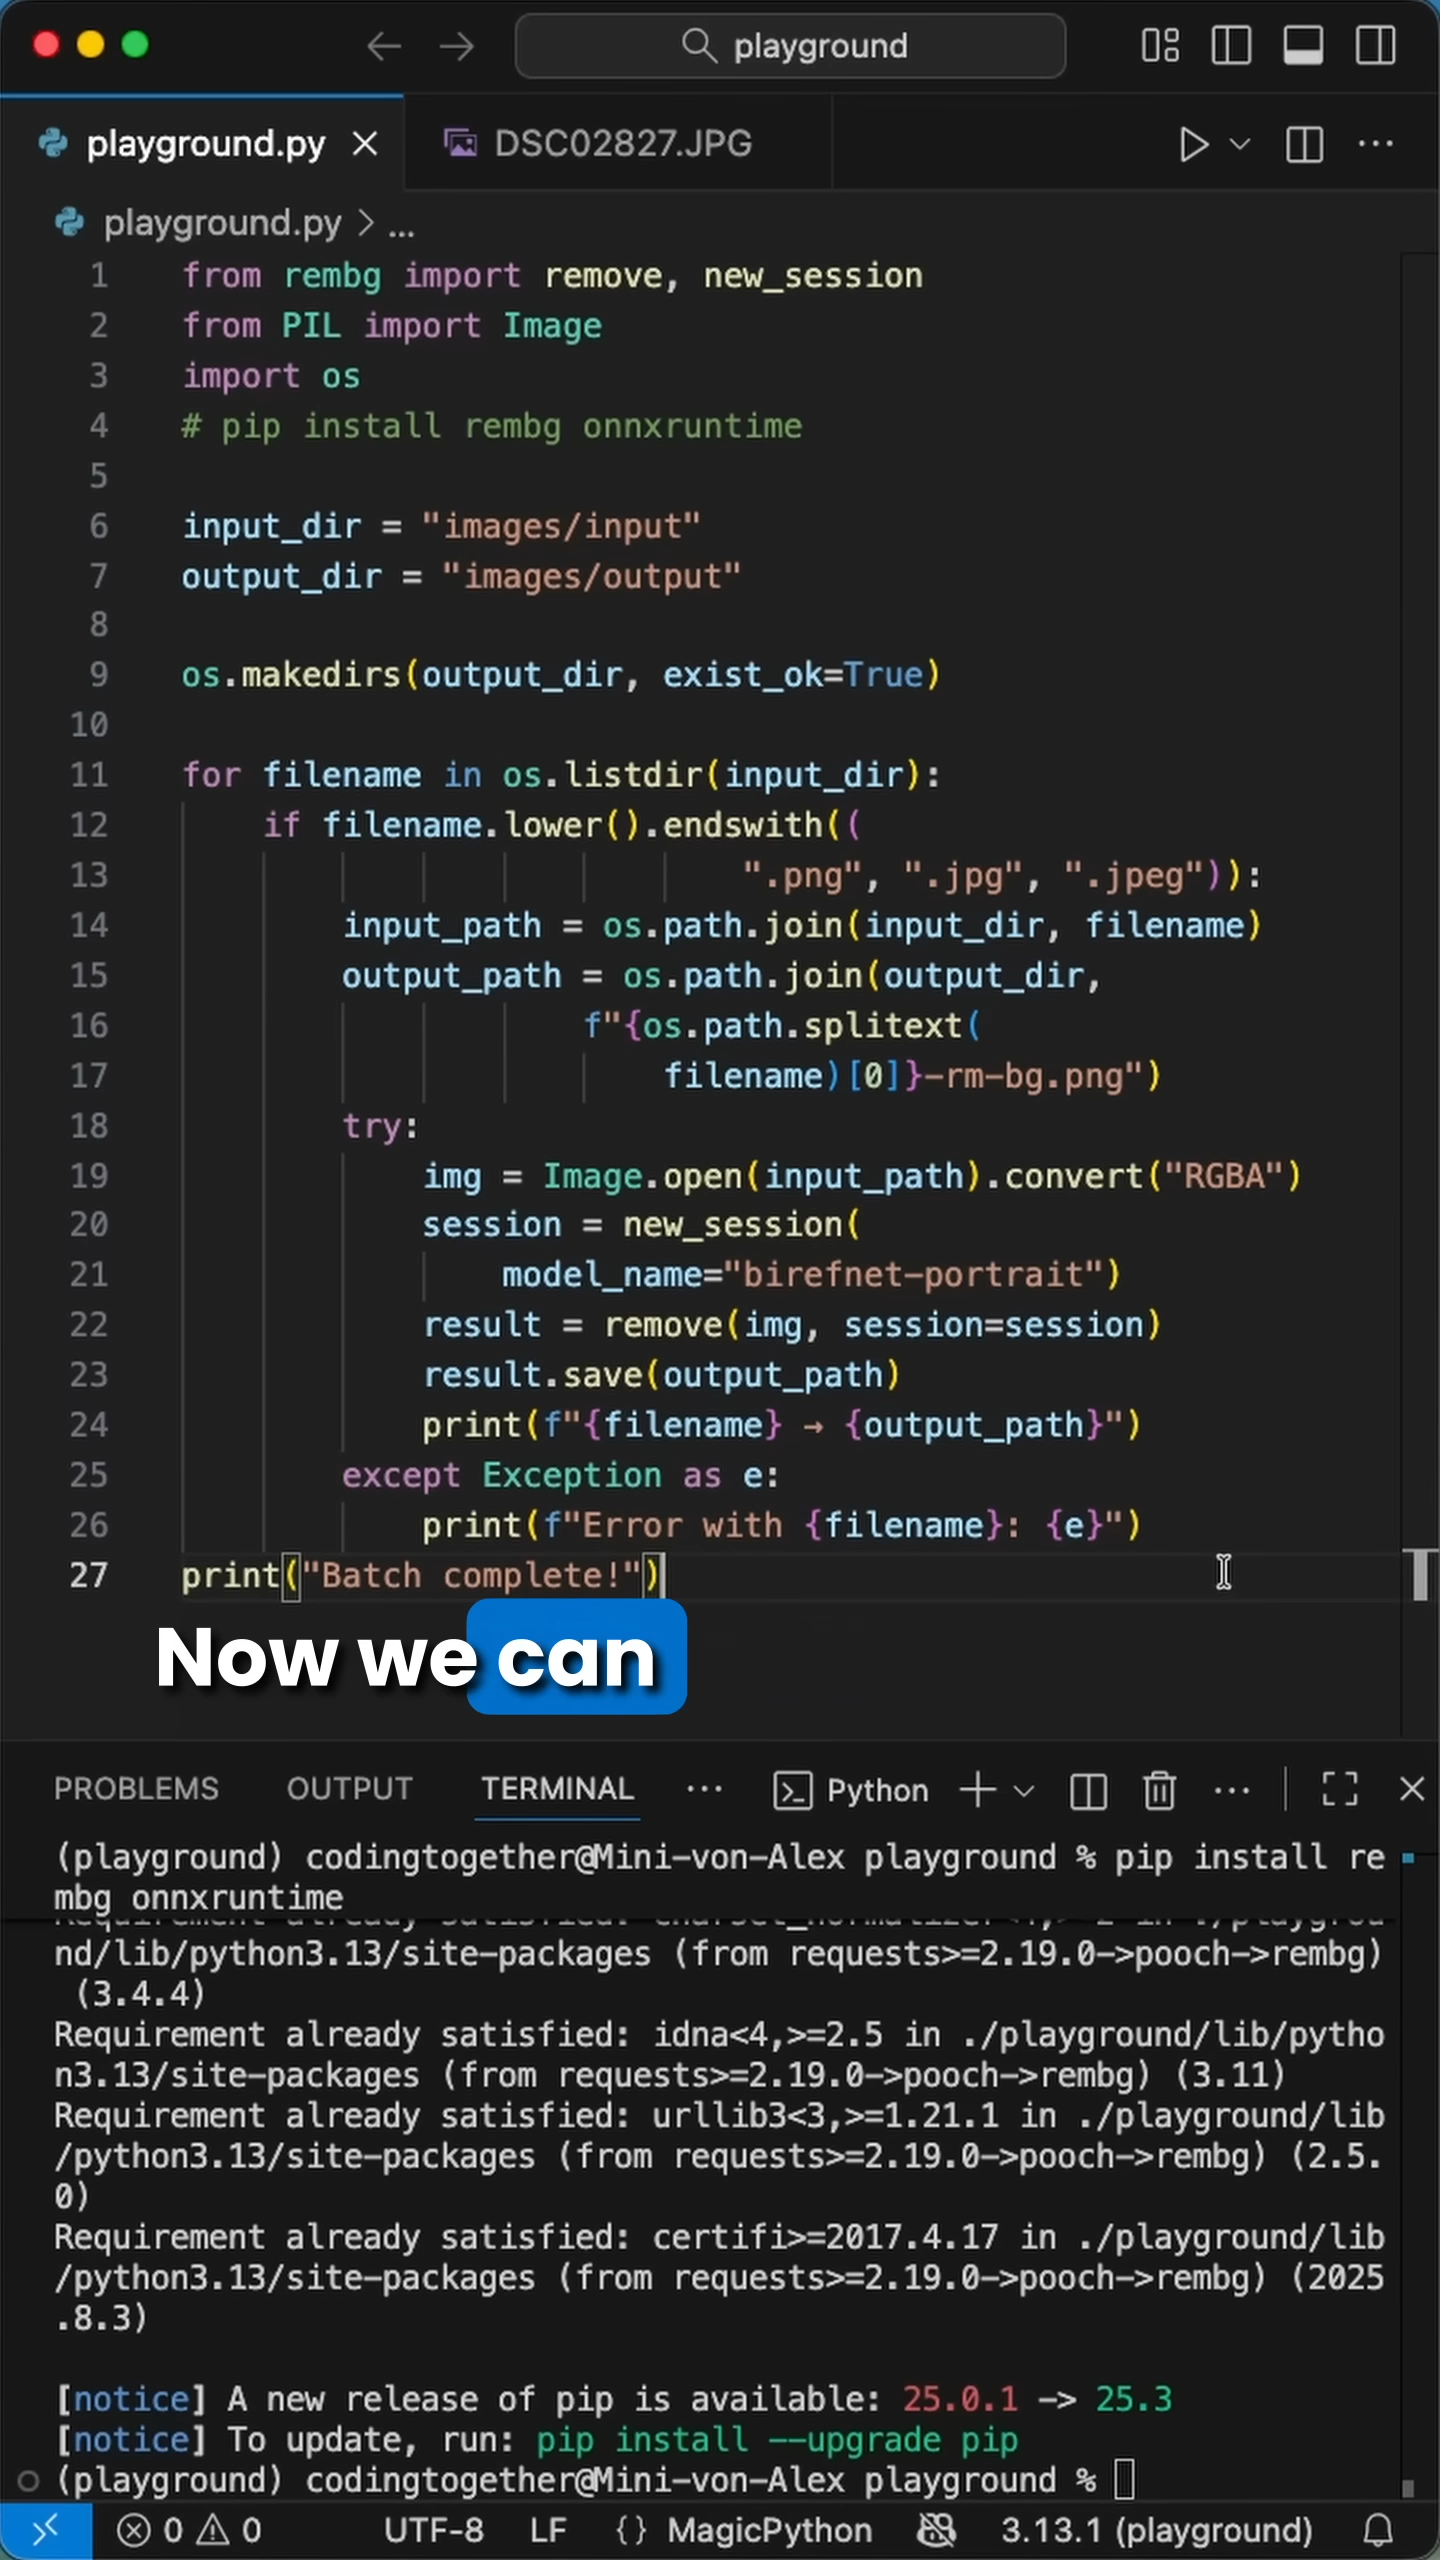 playground
playground.py
DSC02827.JPG
playground.py > ...
1 from rembg import remove, new_session
2 from PIL import Image
3 import os
4 # pip install rembg onnxruntime
5
6 input_dir = "images/input"
7 output_dir = "images/output"
8
9 os.makedirs(output_dir, exist_ok=True)
10
11 for filename in os.listdir(input_dir):
12     if filename.lower().endswith((
13                             ".png", ".jpg", ".jpeg")):
14         input_path = os.path.join(input_dir, filename)
15         output_path = os.path.join(output_dir,
16                     f"{os.path.splitext(
17                         filename)[0]}-rm-bg.png")
18         try:
19             img = Image.open(input_path).convert("RGBA")
20             session = new_session(
21                 model_name="birefnet-portrait")
22             result = remove(img, session=session)
23             result.save(output_path)
24             print(f"{filename} → {output_path}")
25         except Exception as e:
26             print(f"Error with {filename}: {e}")
27 print("Batch complete!")
Now we can
PROBLEMS OUTPUT TERMINAL ... Python
(playground) codingtogether@Mini-von-Alex playground % pip install re
mbg onnxruntime
Requirement already satisfied: charset_normalizer<4,>=2 in ./playgrou
nd/lib/python3.13/site-packages (from requests>=2.19.0->pooch->rembg)
(3.4.4)
Requirement already satisfied: idna<4,>=2.5 in ./playground/lib/pytho
n3.13/site-packages (from requests>=2.19.0->pooch->rembg) (3.11)
Requirement already satisfied: urllib3<3,>=1.21.1 in ./playground/lib
/python3.13/site-packages (from requests>=2.19.0->pooch->rembg) (2.5.
0)
Requirement already satisfied: certifi>=2017.4.17 in ./playground/lib
/python3.13/site-packages (from requests>=2.19.0->pooch->rembg) (2025
.8.3)
[notice] A new release of pip is available: 25.0.1 -> 25.3
[notice] To update, run: pip install --upgrade pip
(playground) codingtogether@Mini-von-Alex playground %
0 0 UTF-8 LF {} MagicPython 3.13.1 (playground)